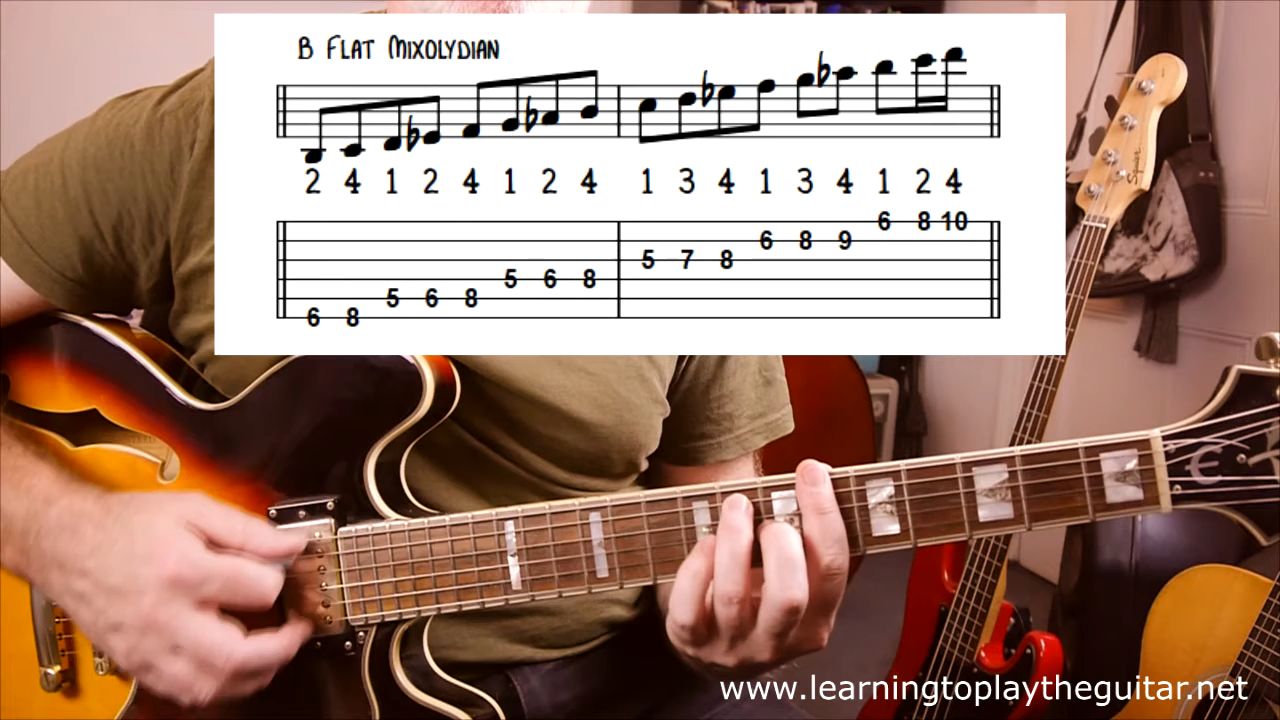 B Flat Mixolydian
2 4 1 2 4 1 2 4 1 3 4 1 3 4 1 2 4
6 8 10
6 8 9
5 7 8
5 6 8
5 6 8
6 8
Squier
E
www.learningtoplaytheguitar.net